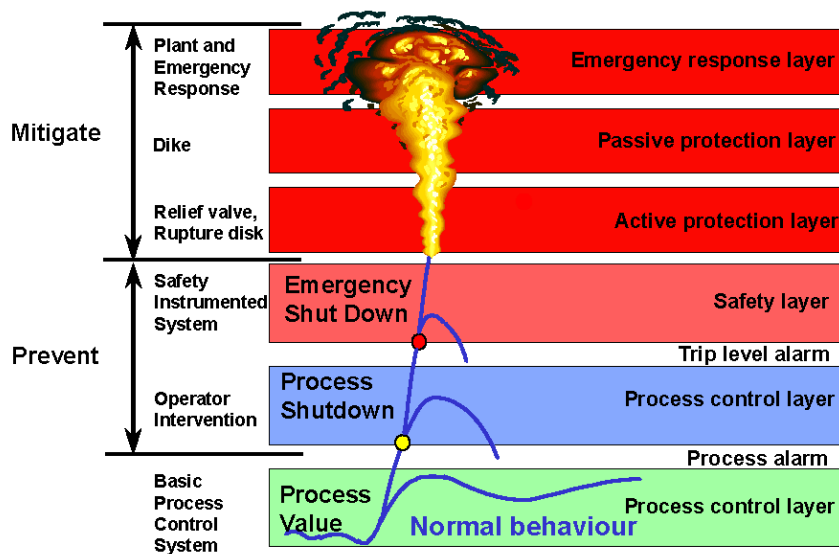 Plant and
Emergency
Response
Emergency response layer
Mitigate
Dike
Passive protection layer
Relief valve,
Rupture disk
Active protection layer
Safety
Instrumented
System
Emergency
Shut Down
Safety layer
Trip level alarm
Prevent
Operator
Intervention
Process
Shutdown
Process control layer
Process alarm
Basic
Process
Control
System
Process
Value
Normal behaviour
Process control layer